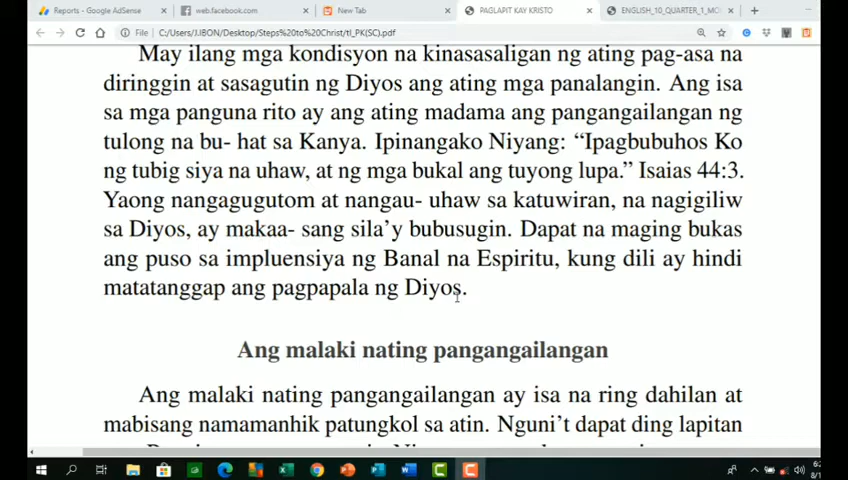 Reports - Google AdSense
web.facebook.com
New Tab
PAGLAPIT KAY KRISTO
ENGLISH_10_QUARTER_1_MO
File
C:/Users/JJBON/Desktop/Steps%20to%20Christ/tl_PK(SC).pdf
May ilang mga kondisyon na kinasasaligan ng ating pag-asa na
diringgin at sasagutin ng Diyos ang ating mga panalangin. Ang isa
sa mga panguna rito ay ang ating madama ang pangangailangan ng
tulong na bu- hat sa Kanya. Ipinangako Niyang: “Ipagbubuhos Ko
ng tubig siya na uhaw, at ng mga bukal ang tuyong lupa.” Isaias 44:3.
Yaong nangagugutom at nangau- uhaw sa katuwiran, na nagigiliw
sa Diyos, ay makaa- sang sila’y bubusugin. Dapat na maging bukas
ang puso sa impluensiya ng Banal na Espiritu, kung dili ay hindi
matatanggap ang pagpapala ng Diyos.
Ang malaki nating pangangailangan
Ang malaki nating pangangailangan ay isa na ring dahilan at
mabisang namamanhik patungkol sa atin. Nguni’t dapat ding lapitan